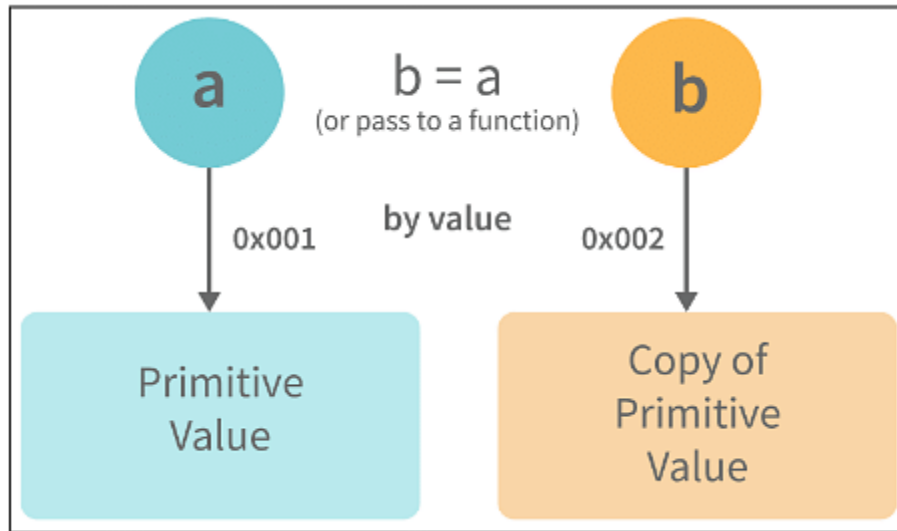 a
b = a
(or pass to a function)
b
by value
0x001
0x002
Primitive
Value
Copy of
Primitive
Value